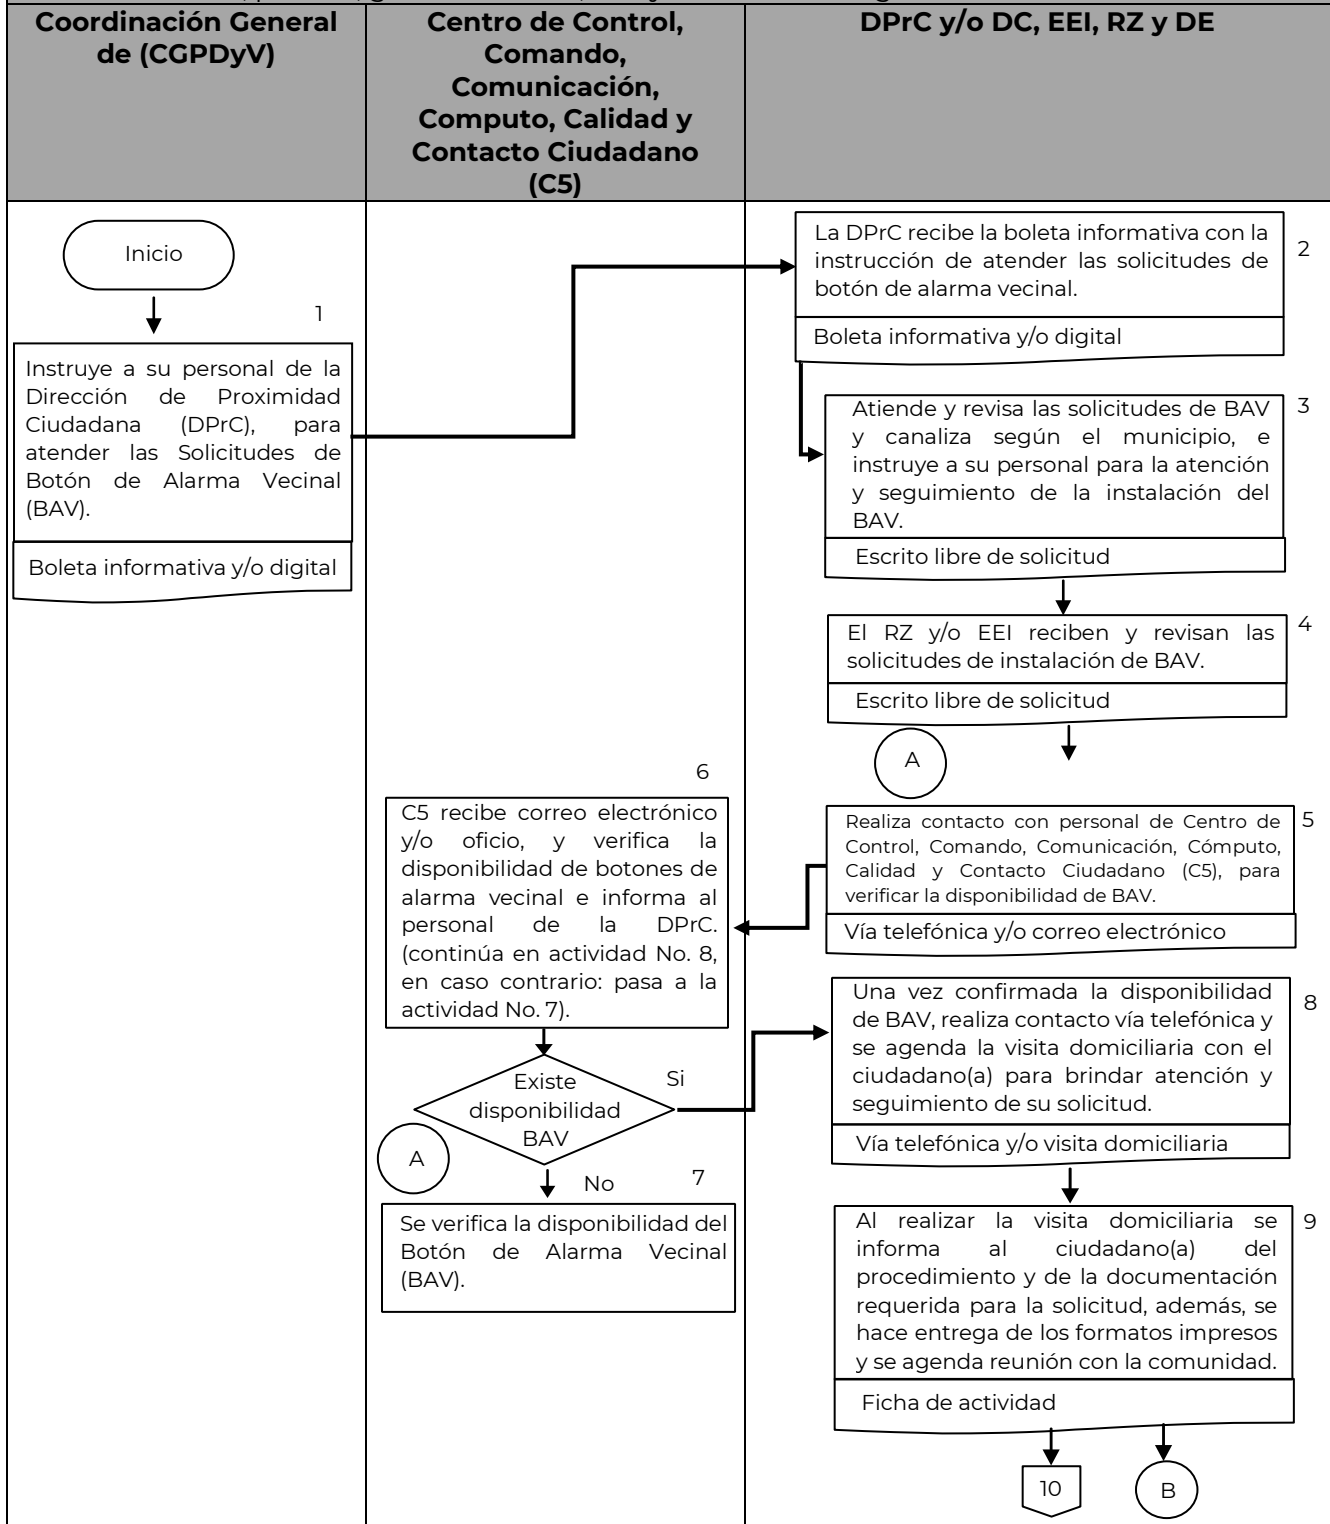 Coordinación General
de (CGPDyV)
Centro de Control,
Comando,
Comunicación,
Computo, Calidad y
Contacto Ciudadano
(C5)
DPrC y/o DC, EEI, RZ y DE
Inicio
1
Instruye a su personal de la
Dirección de Proximidad
Ciudadana (DPrC), para
atender las Solicitudes de
Botón de Alarma Vecinal
(BAV).
Boleta informativa y/o digital
La DPrC recibe la boleta informativa con la
instrucción de atender las solicitudes de
botón de alarma vecinal.
2
Boleta informativa y/o digital
Atiende y revisa las solicitudes de BAV
y canaliza según el municipio, e
instruye a su personal para la atención
y seguimiento de la instalación del
BAV.
3
Escrito libre de solicitud
El RZ y/o EEI reciben y revisan las
solicitudes de instalación de BAV.
4
Escrito libre de solicitud
A
Realiza contacto con personal de Centro de
Control, Comando, Comunicación, Cómputo,
Calidad y Contacto Ciudadano (C5), para
verificar la disponibilidad de BAV.
5
Vía telefónica y/o correo electrónico
6
C5 recibe correo electrónico
y/o oficio, y verifica la
disponibilidad de botones de
alarma vecinal e informa al
personal de la DPrC.
(continúa en actividad No. 8,
en caso contrario: pasa a la
actividad No. 7).
Existe
disponibilidad
BAV
Si
A
No
7
Se verifica la disponibilidad del
Botón de Alarma Vecinal
(BAV).
Una vez confirmada la disponibilidad
de BAV, realiza contacto vía telefónica y
se agenda la visita domiciliaria con el
ciudadano(a) para brindar atención y
seguimiento de su solicitud.
8
Vía telefónica y/o visita domiciliaria
Al realizar la visita domiciliaria se
informa al ciudadano(a) del
procedimiento y de la documentación
requerida para la solicitud, además, se
hace entrega de los formatos impresos
y se agenda reunión con la comunidad.
9
Ficha de actividad
10
B